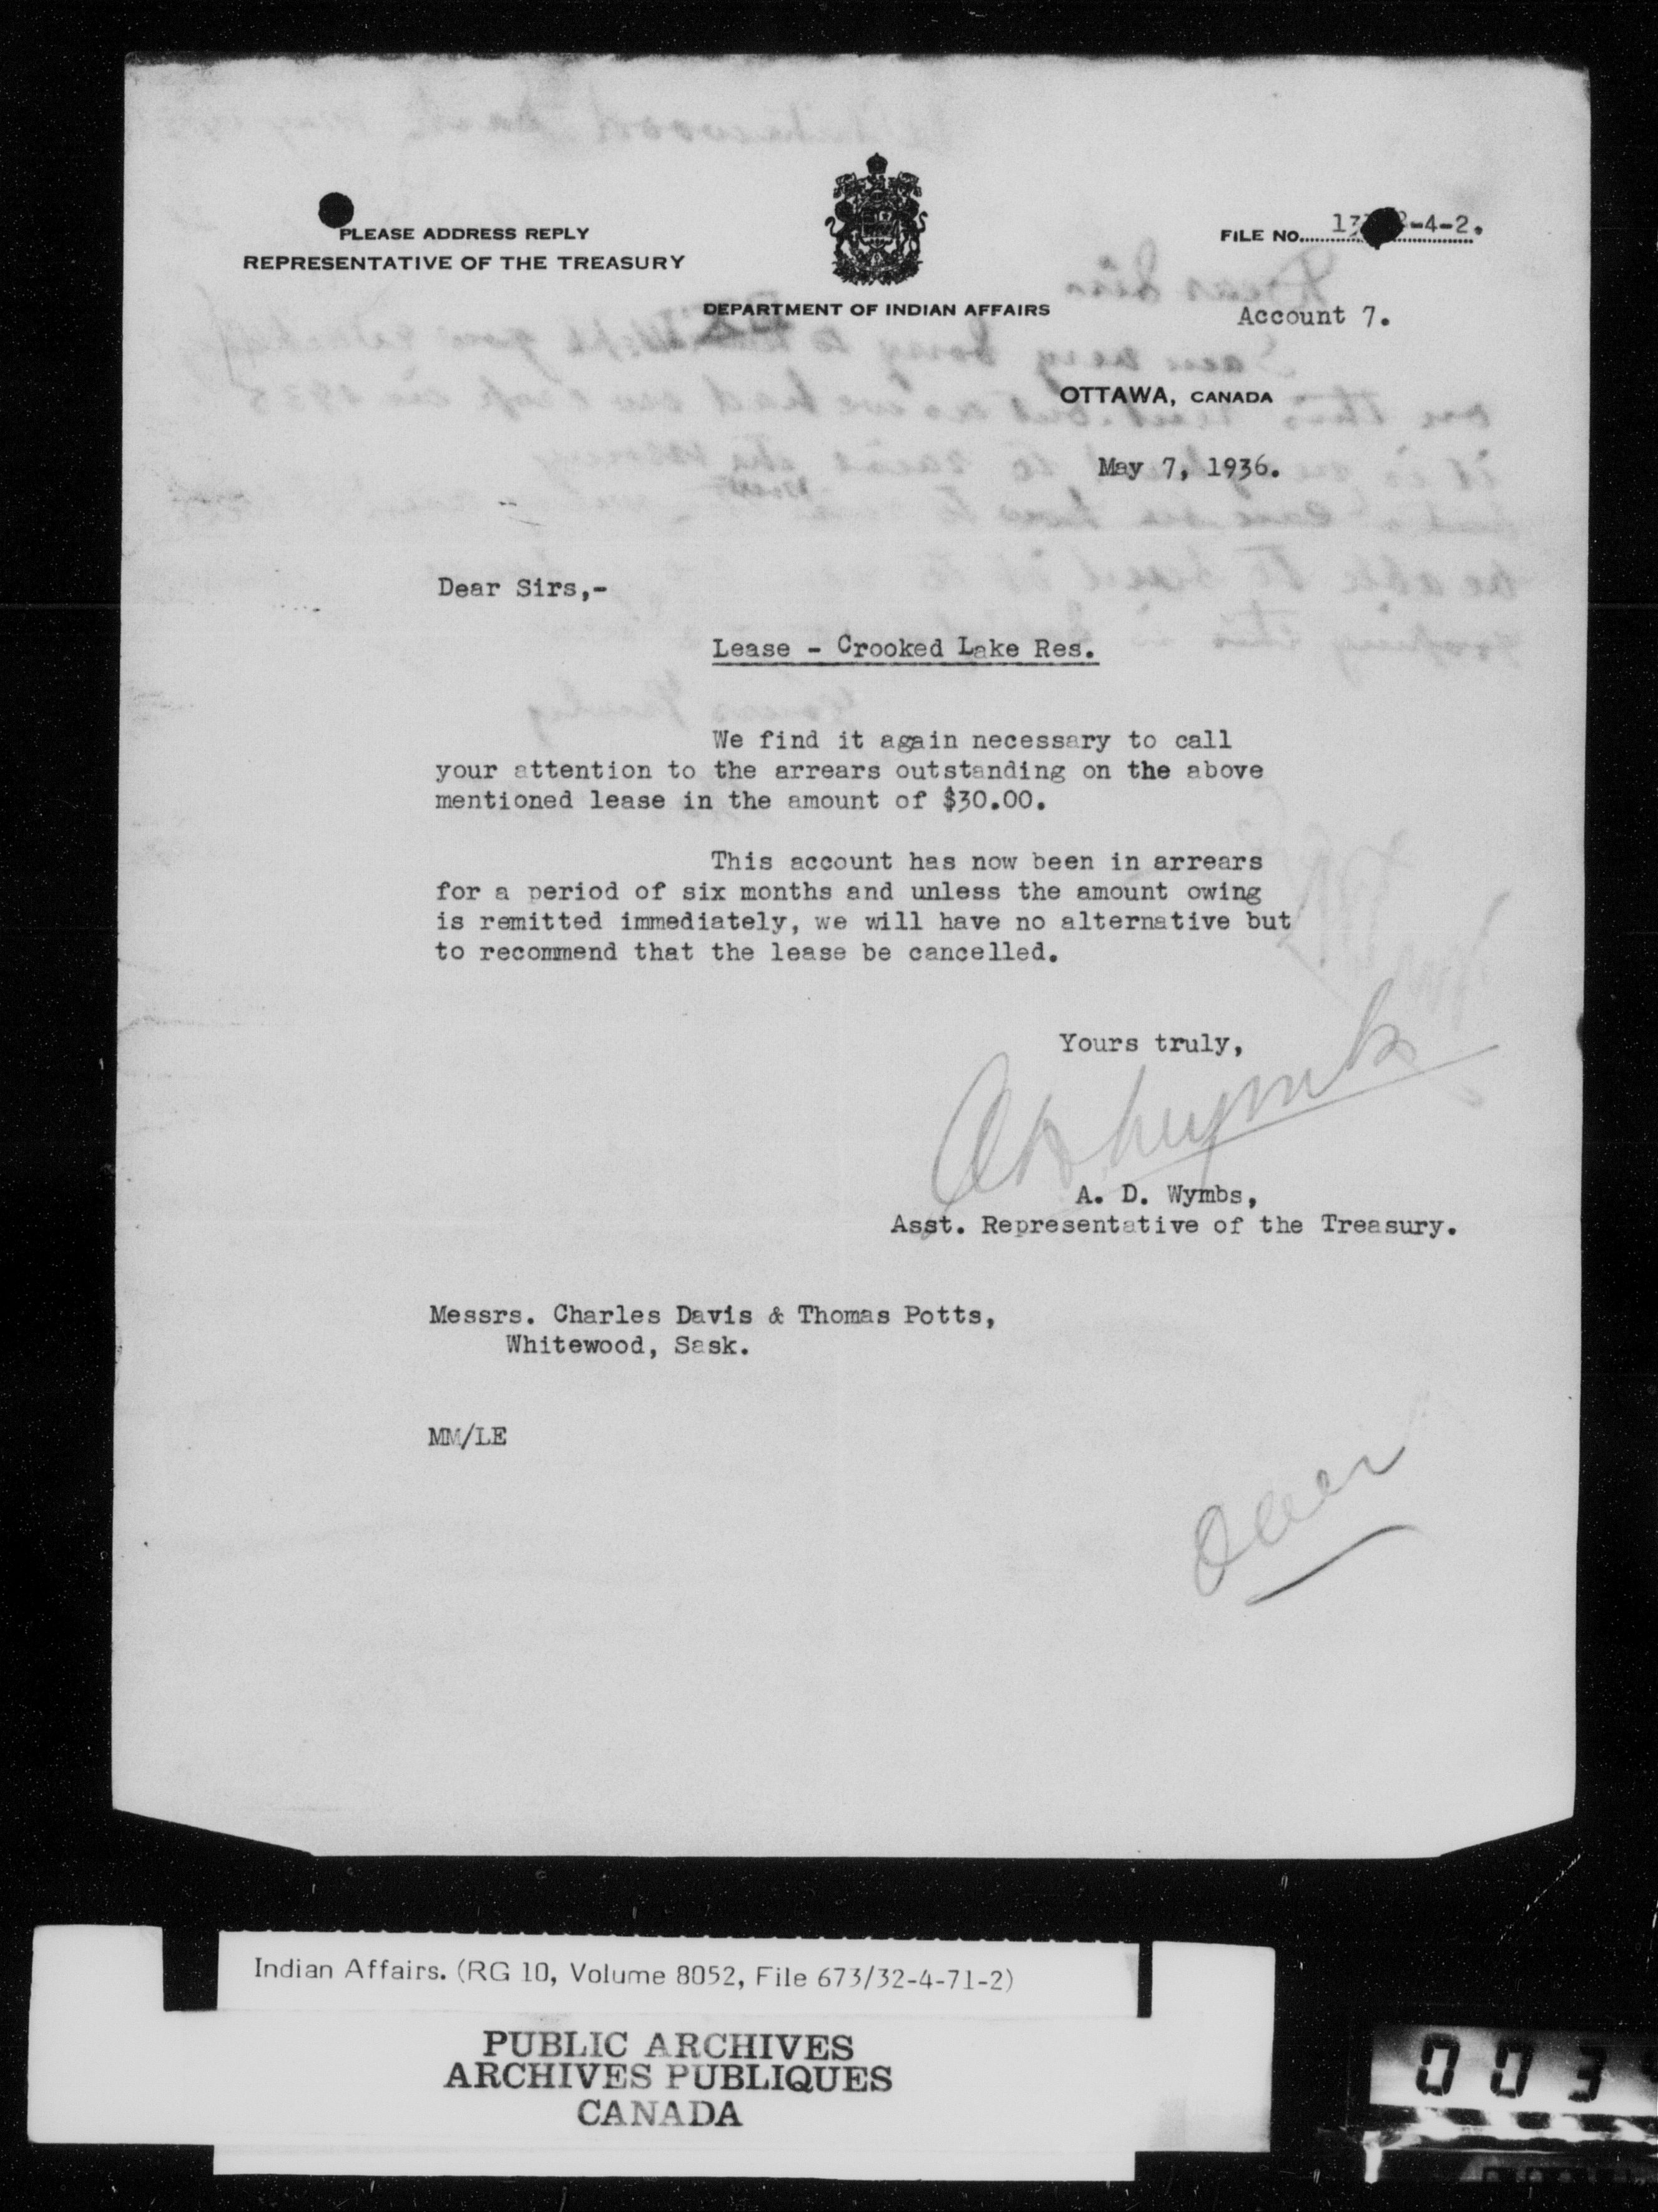 PLEASE ADDRESS REPLY
REPRESENTATIVE OF THE TREASURY
FILE NO. -4-2.
DEPARTMENT OF INDIAN AFFAIRS
Account 7.
OTTAWA, CANADA
May 7, 1936.
Dear Sirs,-
Lease - Crooked Lake Res.
We find it again necessary to call
your attention to the arrears outstanding on the above
mentioned lease in the amount of $30.00.
This account has now been in arrears
for a period of six months and unless the amount owing
is remitted immediately, we will have no alternative but
to recommend that the lease be cancelled.
Yours truly,
A D Wymbs
A. D. Wymbs,
Asst. Representative of the Treasury.
Messrs. Charles Davis & Thomas Potts,
Whitewood, Sask.
MM/LE
Over
Indian Affairs. (RG 10, Volume 8052, File 673/32-4-71-2)
PUBLIC ARCHIVES
ARCHIVES PUBLIQUES
CANADA
003